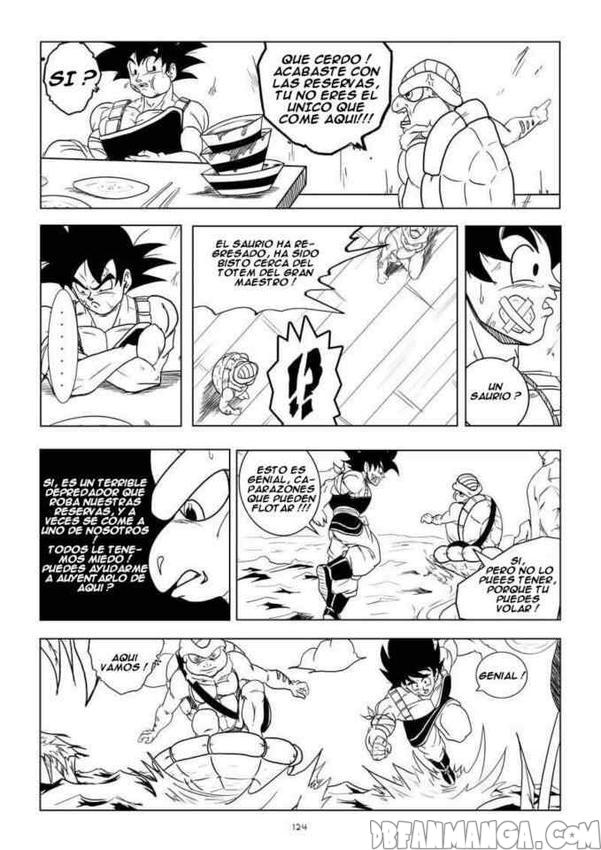 SI ?
QUE CERDO !
ACABASTE CON
LAS RESERVAS,
TU NO ERES EL
UNICO QUE
COME AQUI!!!
. . . . . .
EL SAURIO HA RE-
GRESADO, HA SIDO
BISTO CERCA DEL
TOTEM DEL GRAN
MAESTRO !
!?
UN
SAURIO ?
SI, ES UN TERRIBLE
DEPREDADOR QUE
ROBA NUESTRAS
RESERVAS, Y A
VECES SE COME A
UNO DE NOSOTROS
!
TODOS LE TENE-
MOS MIEDO !
PUEDES AYUDARME
A AUYENTARLO DE
AQUI ?
ESTO ES
GENIAL, CA-
PARAZONES
QUE PUEDEN
FLOTAR !!!
SI,
PERO NO LO
PUEES TENER,
PORQUE TU
PUEDES
VOLAR !
AQUI
VAMOS !
GENIAL !
124
DBFANMANGA.COM